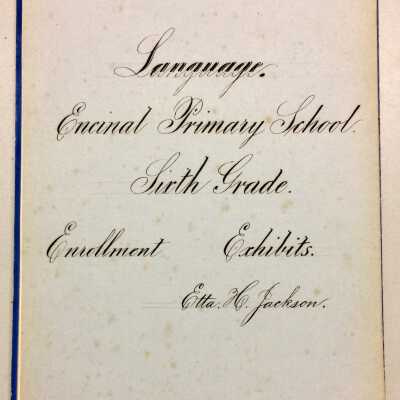 Language.
Encinal Primary School.
Sixth Grade.
Enrollment Exhibits.
Etta. H. Jackson.